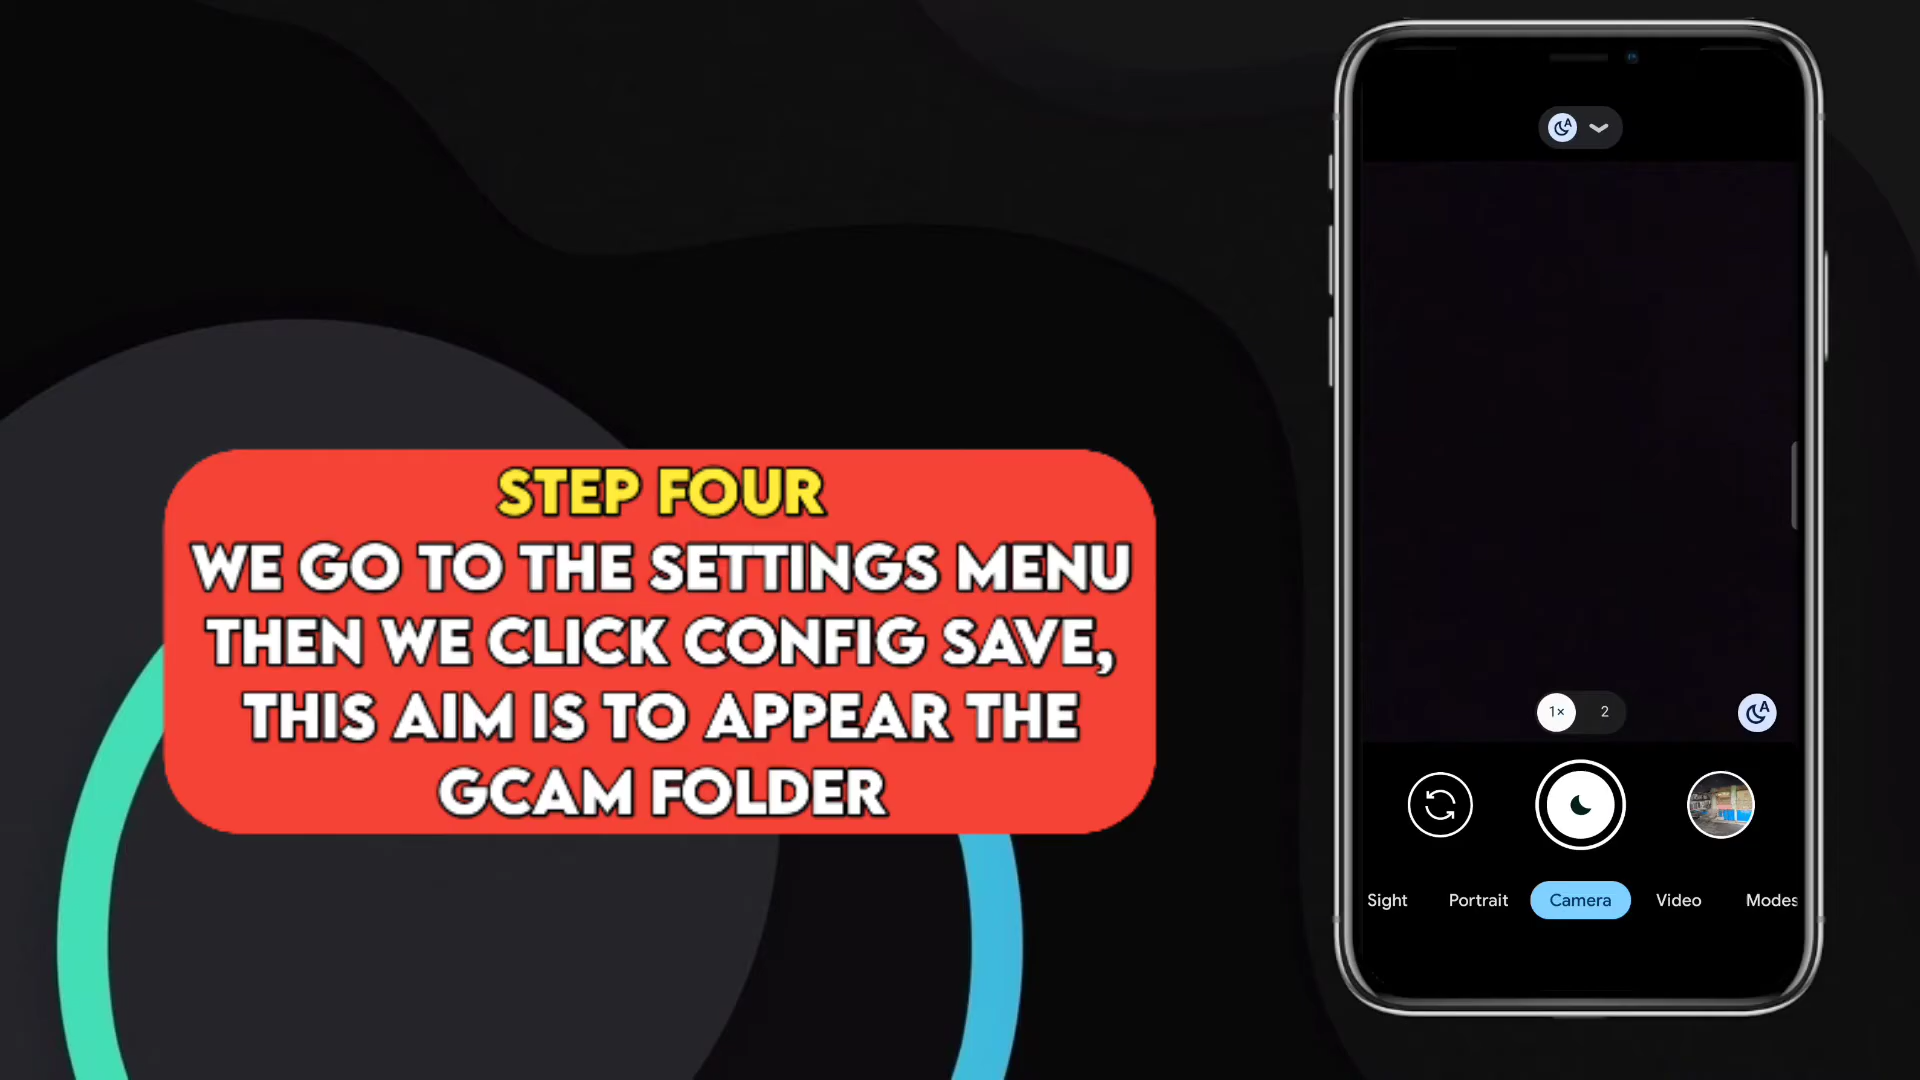 STEP FOUR
WE GO TO THE SETTINGS MENU
THEN WE CLICK CONFIG SAVE,
THIS AIM IS TO APPEAR THE
GCAM FOLDER
A
1× 2
A
Sight Portrait Camera Video Modes